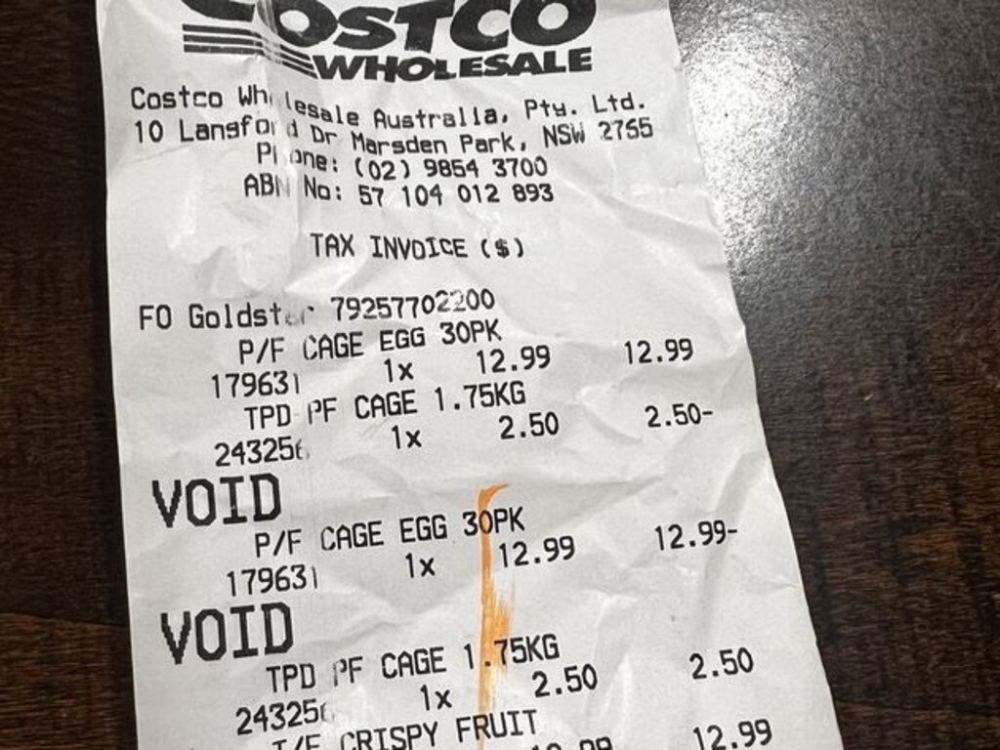 COSTCO
WHOLESALE
Costco Wholesale Australia, Pty. Ltd.
10 Langford Dr Marsden Park, NSW 2765
Phone: (02) 9854 3700
ABN No: 57 104 012 893
TAX INVOICE ($)
FO Goldstar 79257702200
P/F CAGE EGG 30PK
179631 1x 12.99 12.99
TPD PF CAGE 1.75KG
243256 1x 2.50 2.50-
VOID
P/F CAGE EGG 30PK
179631 1x 12.99 12.99-
VOID
TPD PF CAGE 1.75KG
243256 1x 2.50 2.50
T/F CRISPY FRUIT
12.99